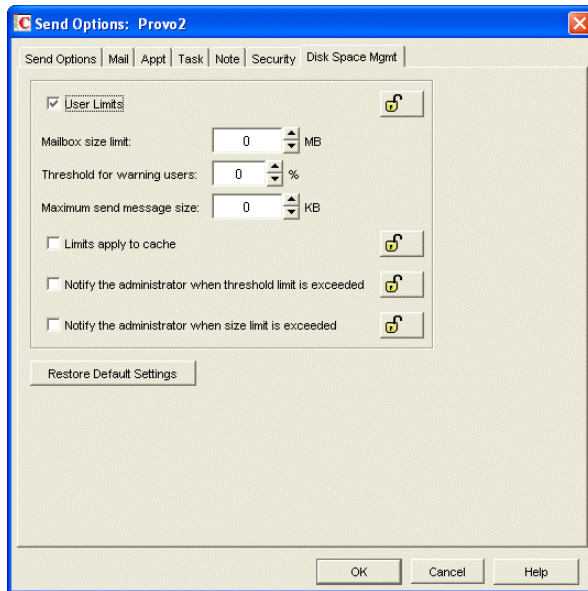 Send Options: Provo2
Send Options Mail Appt Task Note Security Disk Space Mgmt
User Limits
Mailbox size limit: 0 MB
Threshold for warning users: 0 %
Maximum send message size: 0 KB
Limits apply to cache
Notify the administrator when threshold limit is exceeded
Notify the administrator when size limit is exceeded
Restore Default Settings
OK Cancel Help